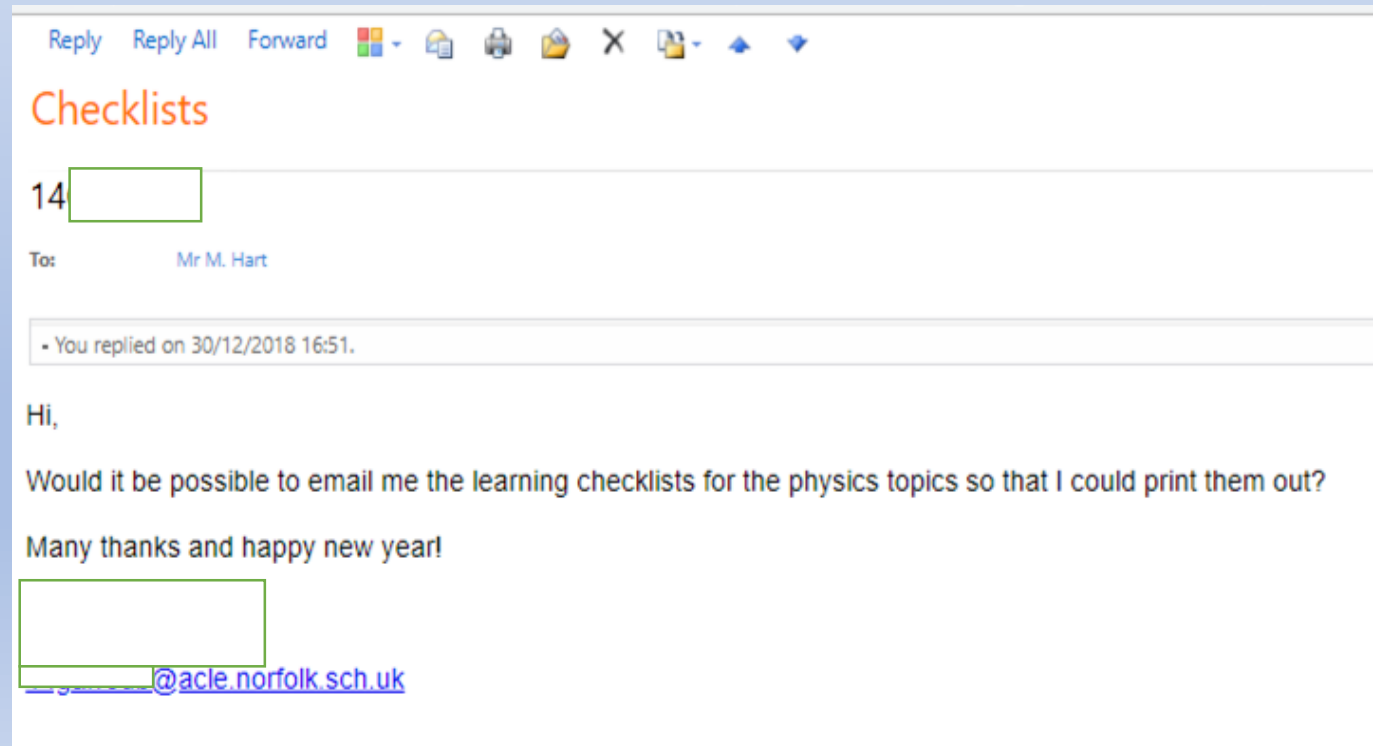 Reply Reply All Forward
Checklists
14
To: Mr M. Hart
- You replied on 30/12/2018 16:51.
Hi,
Would it be possible to email me the learning checklists for the physics topics so that I could print them out?
Many thanks and happy new year!
@acle.norfolk.sch.uk